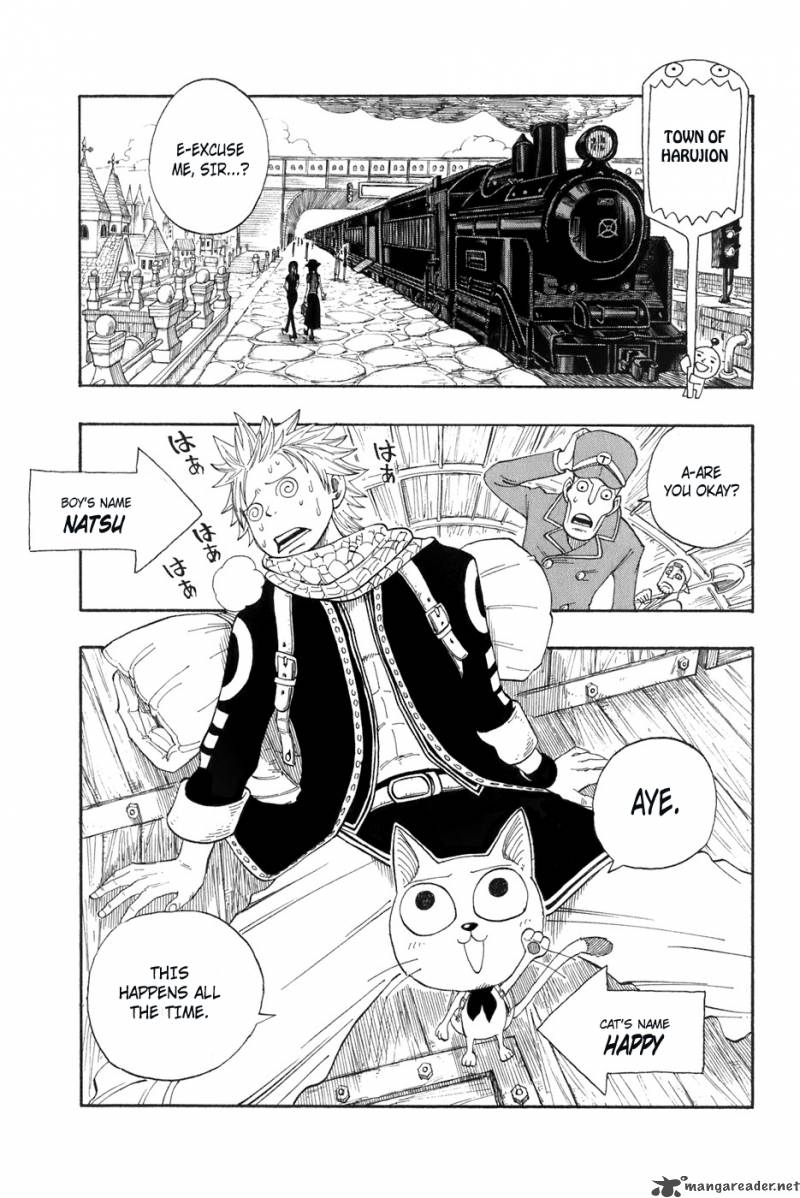 E-EXCUSE
ME, SIR...?
TOWN OF
HARUJION
BOY'S NAME
NATSU
はぁ
はぁ
はぁ
はぁ
A-ARE
YOU OKAY?
AYE.
THIS
HAPPENS ALL
THE TIME.
CAT'S NAME
HAPPY
mangareader.net